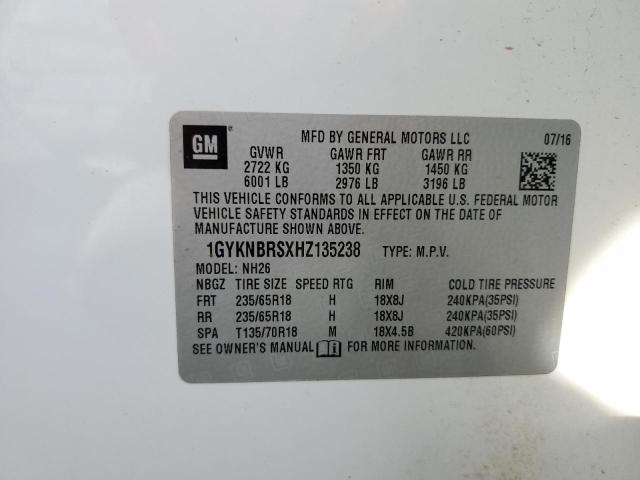 GM
MFD BY GENERAL MOTORS LLC 07/16
GVWR GAWR FRT GAWR RR
2722 KG 1350 KG 1450 KG
6001 LB 2976 LB 3196 LB
THIS VEHICLE CONFORMS TO ALL APPLICABLE U.S. FEDERAL MOTOR
VEHICLE SAFETY STANDARDS IN EFFECT ON THE DATE OF
MANUFACTURE SHOWN ABOVE.
1GYKNBRSXHZ135238 TYPE: M.P.V.
MODEL: NH26
NBGZ TIRE SIZE SPEED RTG RIM COLD TIRE PRESSURE
FRT 235/65R18 H 18X8J 240KPA(35PSI)
RR 235/65R18 H 18X8J 240KPA(35PSI)
SPA T135/70R18 M 18X4.5B 420KPA(60PSI)
SEE OWNER'S MANUAL FOR MORE INFORMATION.